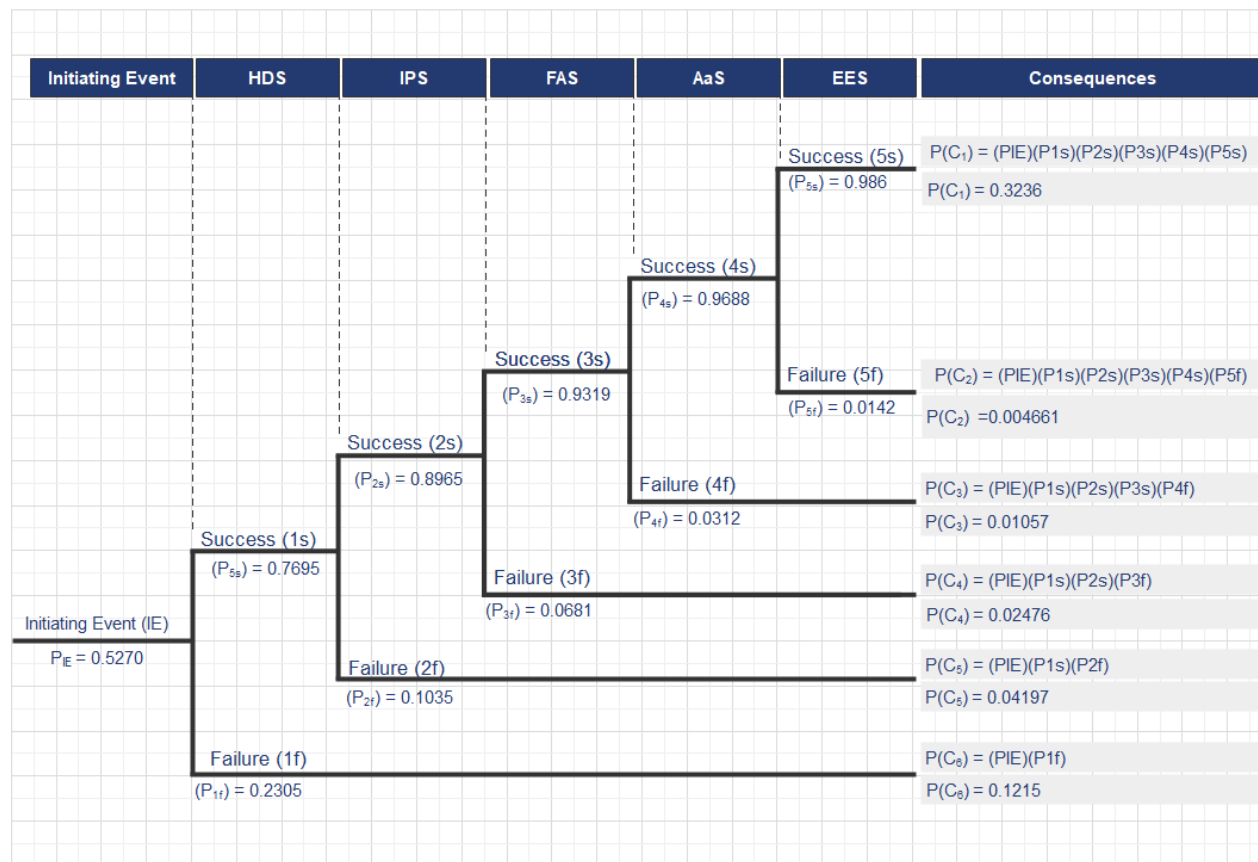 Initiating Event HDS IPS FAS AaS EES Consequences
Success (5s)
(P₅ₛ) = 0.986
P(C₁) = (PIE)(P1s)(P2s)(P3s)(P4s)(P5s)
P(C₁) = 0.3236
Success (4s)
(P₄ₛ) = 0.9688
Success (3s)
(P₃ₛ) = 0.9319
Failure (5f)
(P5f) = 0.0142
P(C₂) = (PIE)(P1s)(P2s)(P3s)(P4s)(P5f)
P(C₂) =0.004661
Success (2s)
(P₂ₛ) = 0.8965
Failure (4f)
(P4f) = 0.0312
P(C₃) = (PIE)(P1s)(P2s)(P3s)(P4f)
P(C₃) = 0.01057
Success (1s)
(P₅ₛ) = 0.7695
Failure (3f)
(P3f) = 0.0681
P(C₄) = (PIE)(P1s)(P2s)(P3f)
P(C₄) = 0.02476
Initiating Event (IE)
PIE = 0.5270
Failure (2f)
(P2f) = 0.1035
P(C₅) = (PIE)(P1s)(P2f)
P(C₅) = 0.04197
Failure (1f)
(P1f) = 0.2305
P(C₆) = (PIE)(P1f)
P(C₆) = 0.1215